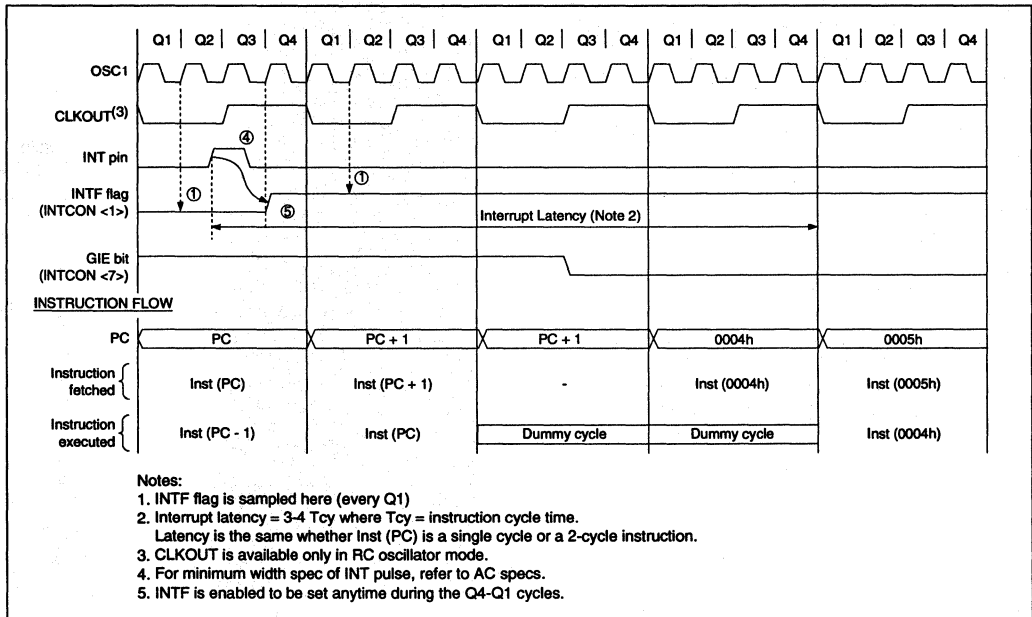 Q1 | Q2 | Q3 | Q4 Q1 | Q2 | Q3 | Q4 Q1 | Q2 | Q3 | Q4 Q1 | Q2 | Q3 | Q4 Q1 | Q2 | Q3 | Q4
OSC1
CLKOUT(3)
④
INT pin
INTF flag
(INTCON <1>)
①
①
⑤
Interrupt Latency (Note 2)
GIE bit
(INTCON <7>)
INSTRUCTION FLOW
PC PC PC + 1 PC + 1 0004h 0005h
Instruction
fetched
Inst (PC) Inst (PC + 1) - Inst (0004h) Inst (0005h)
Instruction
executed
Inst (PC - 1) Inst (PC) Dummy cycle Dummy cycle Inst (0004h)
Notes:
1. INTF flag is sampled here (every Q1)
2. Interrupt latency = 3-4 Tcy where Tcy = instruction cycle time.
Latency is the same whether Inst (PC) is a single cycle or a 2-cycle instruction.
3. CLKOUT is available only in RC oscillator mode.
4. For minimum width spec of INT pulse, refer to AC specs.
5. INTF is enabled to be set anytime during the Q4-Q1 cycles.